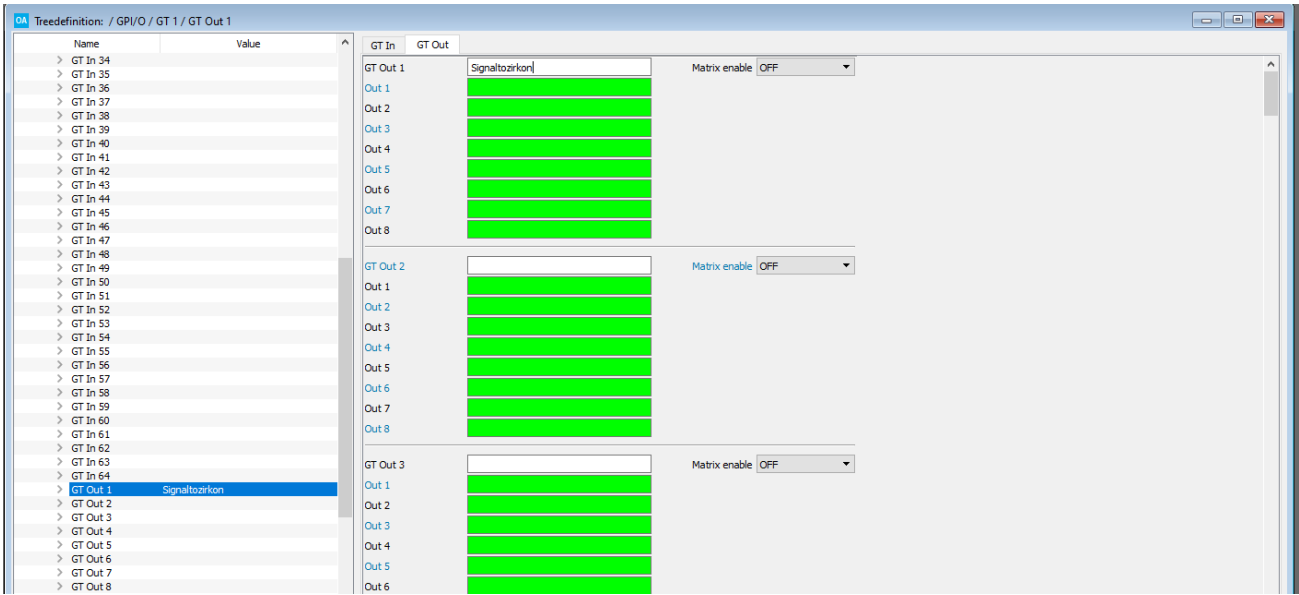 OA Treedefinition: / GPI/O / GT 1 / GT Out 1
Name Value
GT In 34
GT In 35
GT In 36
GT In 37
GT In 38
GT In 39
GT In 40
GT In 41
GT In 42
GT In 43
GT In 44
GT In 45
GT In 46
GT In 47
GT In 48
GT In 49
GT In 50
GT In 51
GT In 52
GT In 53
GT In 54
GT In 55
GT In 56
GT In 57
GT In 58
GT In 59
GT In 60
GT In 61
GT In 62
GT In 63
GT In 64
GT Out 1 Signaltozirkon
GT Out 2
GT Out 3
GT Out 4
GT Out 5
GT Out 6
GT Out 7
GT Out 8
GT In GT Out
GT Out 1 Signaltozirkon Matrix enable OFF
Out 1
Out 2
Out 3
Out 4
Out 5
Out 6
Out 7
Out 8
GT Out 2 Matrix enable OFF
Out 1
Out 2
Out 3
Out 4
Out 5
Out 6
Out 7
Out 8
GT Out 3 Matrix enable OFF
Out 1
Out 2
Out 3
Out 4
Out 5
Out 6